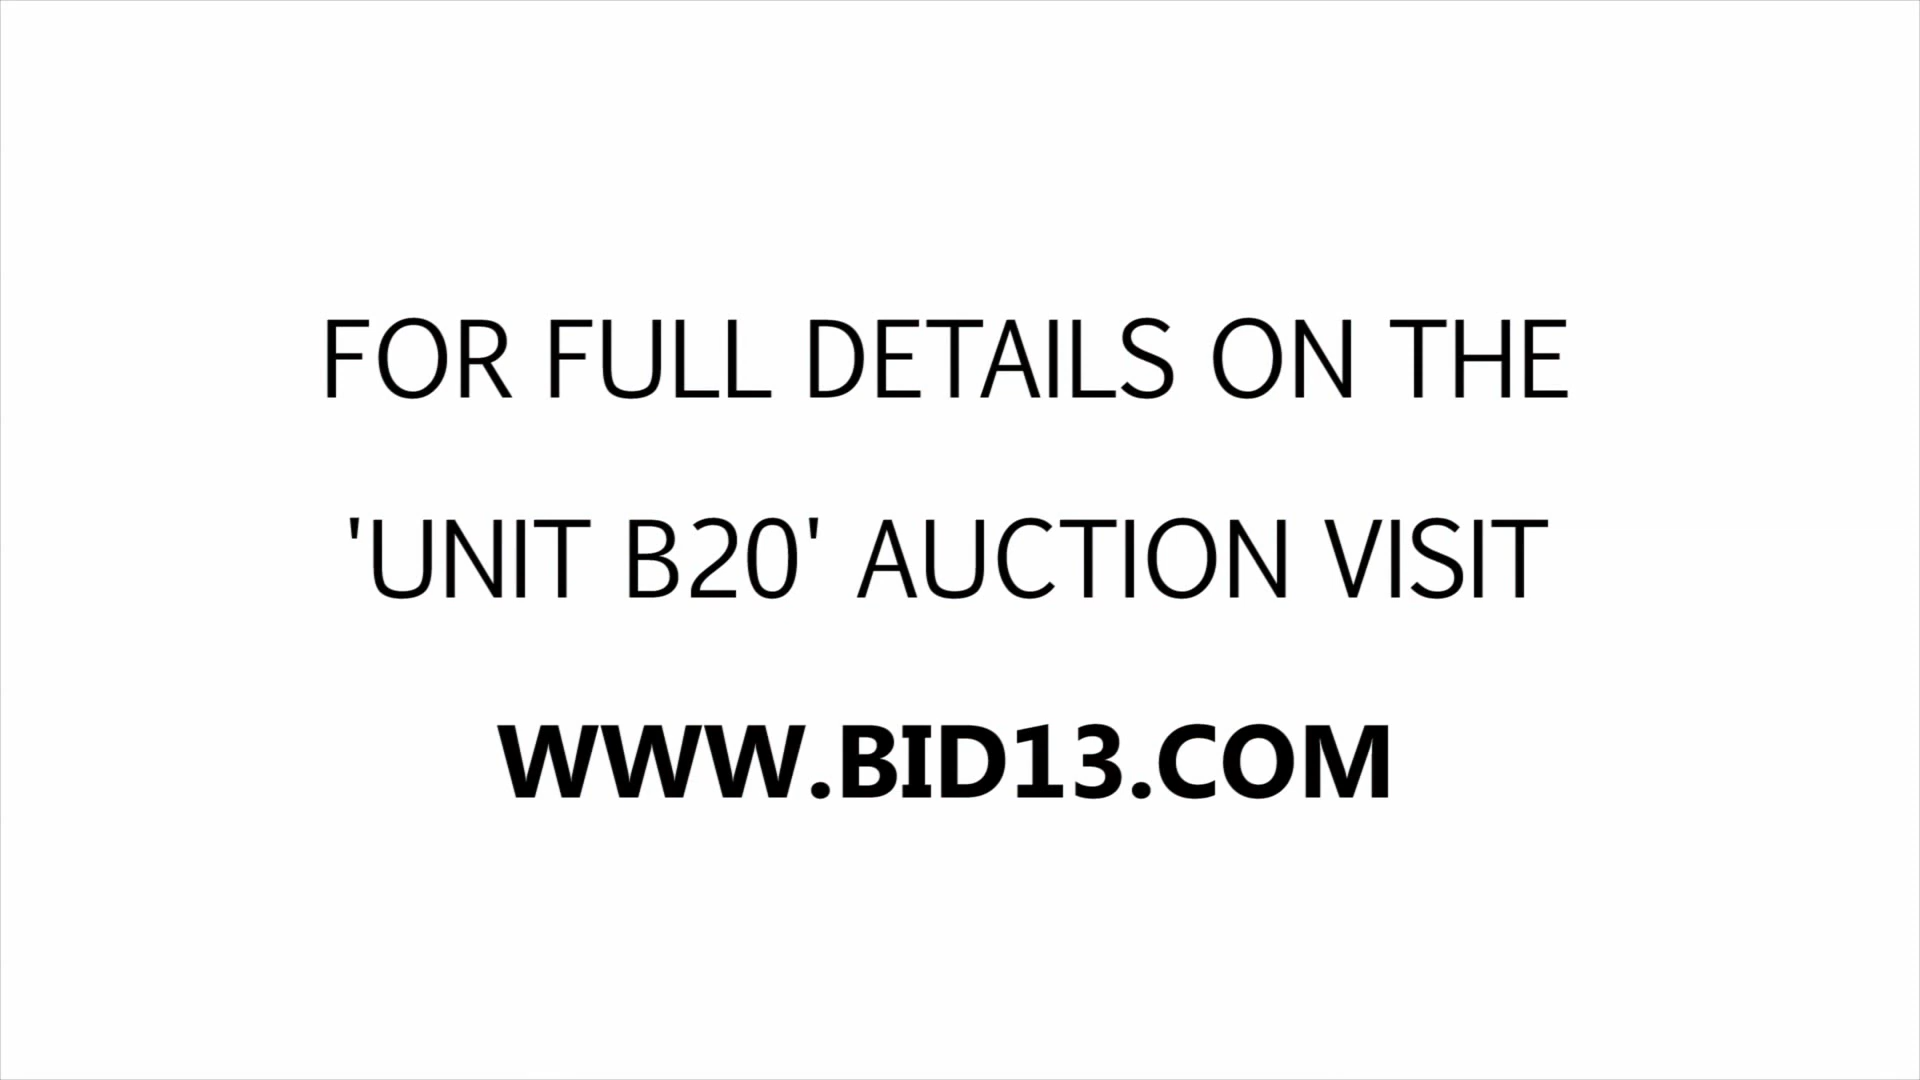 FOR FULL DETAILS ON THE
'UNIT B20' AUCTION VISIT
WWW.BID13.COM